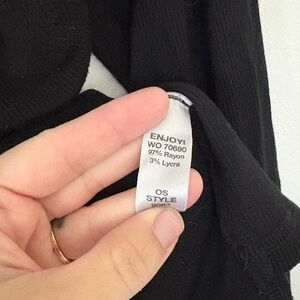 ENJOY!
WO 70690
97% Rayon
3% Lycra
OS
STYLE